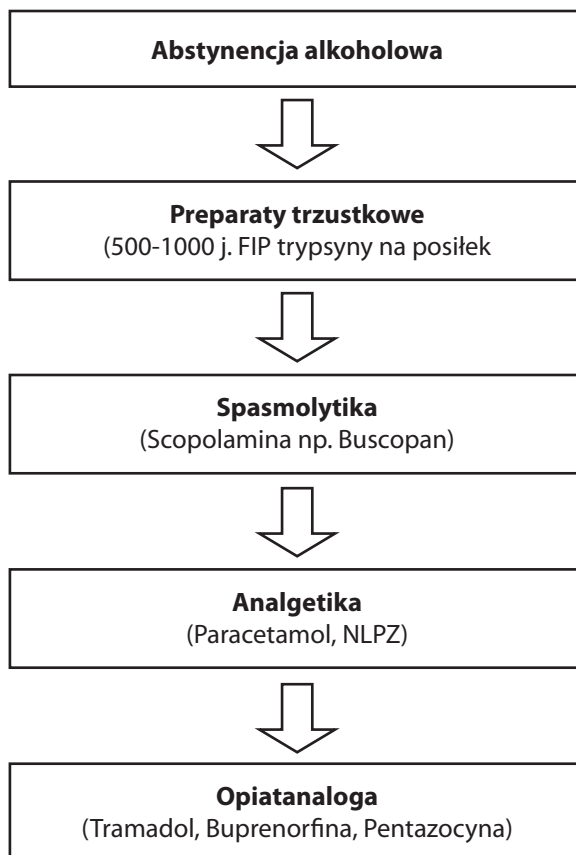 Abstynencja alkoholowa
Preparaty trzustkowe
(500-1000 j. FIP trypsyny na posiłek
Spasmolytika
(Scopolamina np. Buscopan)
Analgetika
(Paracetamol, NLPZ)
Opiatanaloga
(Tramadol, Buprenorfina, Pentazocyna)